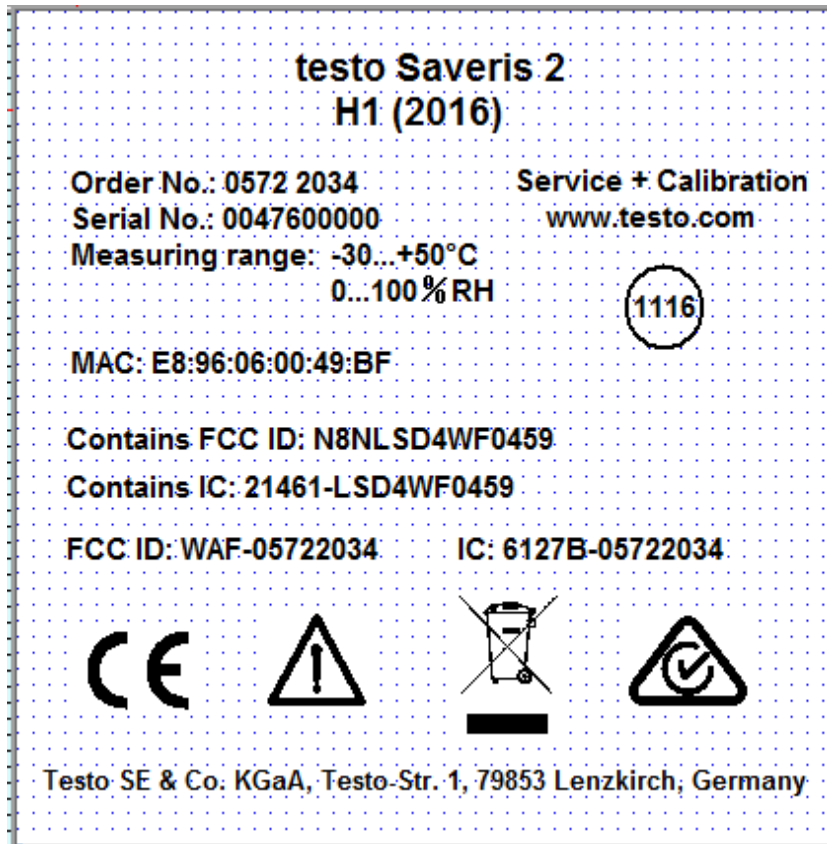 testo Saveris 2
H1 (2016)
Order No.: 0572 2034
Service + Calibration
Serial No.: 0047600000
www.testo.com
Measuring range: -30...+50°C
0...100 % RH
1116
MAC: E8:96:06:00:49:BF
Contains FCC ID: N8NLSD4WF0459
Contains IC: 21461-LSD4WF0459
FCC ID: WAF-05722034 IC: 6127B-05722034
CE
Testo SE & Co. KGaA, Testo-Str. 1, 79853 Lenzkirch, Germany